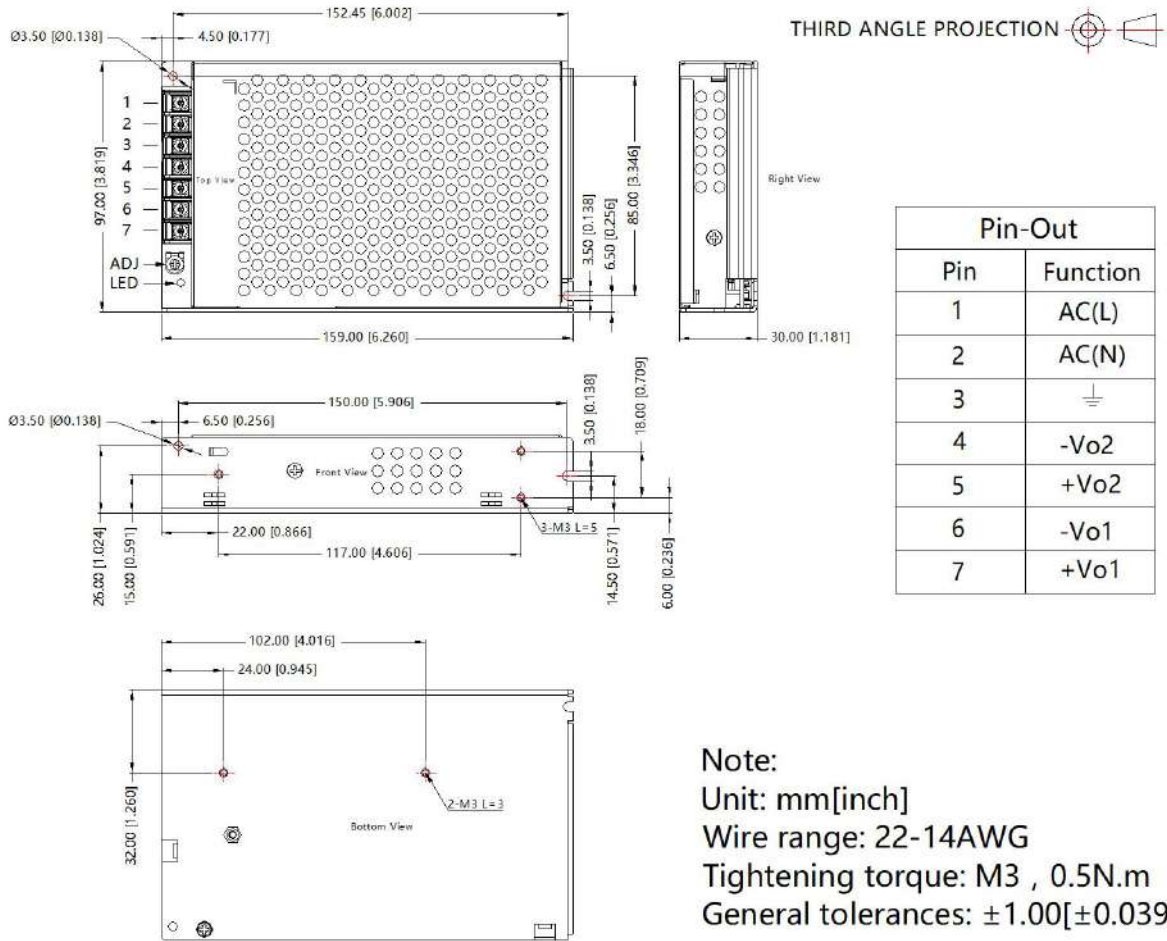 152.45 [6.002]
THIRD ANGLE PROJECTION
Ø3.50 [Ø0.138]
4.50 [0.177]
1
2
3
4
5
6
7
ADJ
LED
97.00 [3.819]
Top View
3.50 [0.138]
6.50 [0.256]
85.00 [3.346]
Right View
159.00 [6.260]
30.00 [1.181]
Pin-Out
Pin Function
1 AC(L)
2 AC(N)
3
4 -Vo2
5 +Vo2
6 -Vo1
7 +Vo1
150.00 [5.906]
Ø3.50 [Ø0.138]
6.50 [0.256]
3.50 [0.138]
18.00 [0.709]
Front View
3-M3 L=5
22.00 [0.866]
117.00 [4.606]
26.00 [1.024]
15.00 [0.591]
14.50 [0.571]
6.00 [0.236]
102.00 [4.016]
24.00 [0.945]
32.00 [1.260]
2-M3 L=3
Bottom View
Note:
Unit: mm[inch]
Wire range: 22-14AWG
Tightening torque: M3 , 0.5N.m
General tolerances: ±1.00[±0.039